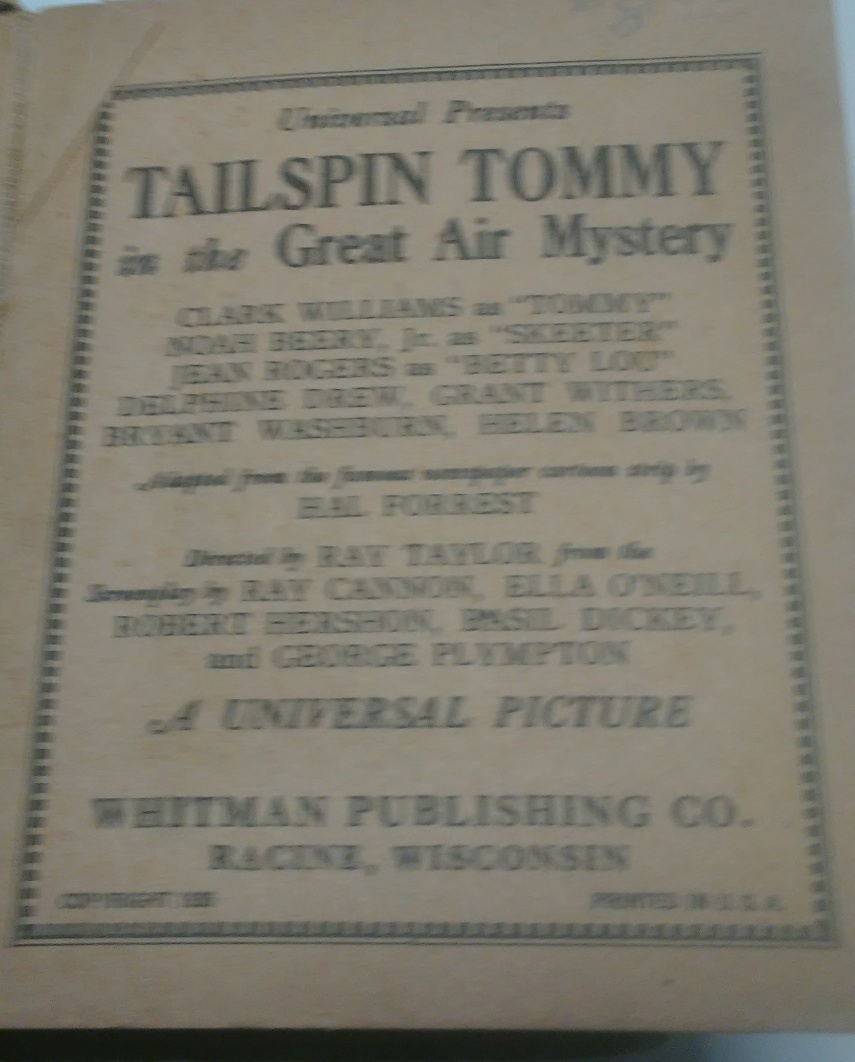 Universal Presents
TAILSPIN TOMMY
in the Great Air Mystery
CLARK WILLIAMS as "TOMMY"
NOAH BEERY, Jr. as "SKEETER"
JEAN ROGERS as "BETTY LOU"
DELPHINE DREW, GRANT WITHERS,
BRYANT WASHBURN, HELEN BROWN
Adapted from the famous newspaper cartoon strip by
HAL FORREST
Directed by RAY TAYLOR from the
Screenplay by RAY CANNON, ELLA O'NEILL,
ROBERT HERSHON, BASIL DICKEY,
and GEORGE PLYMPTON
A UNIVERSAL PICTURE
WHITMAN PUBLISHING CO.
RACINE, WISCONSIN
COPYRIGHT
PRINTED IN U. S. A.